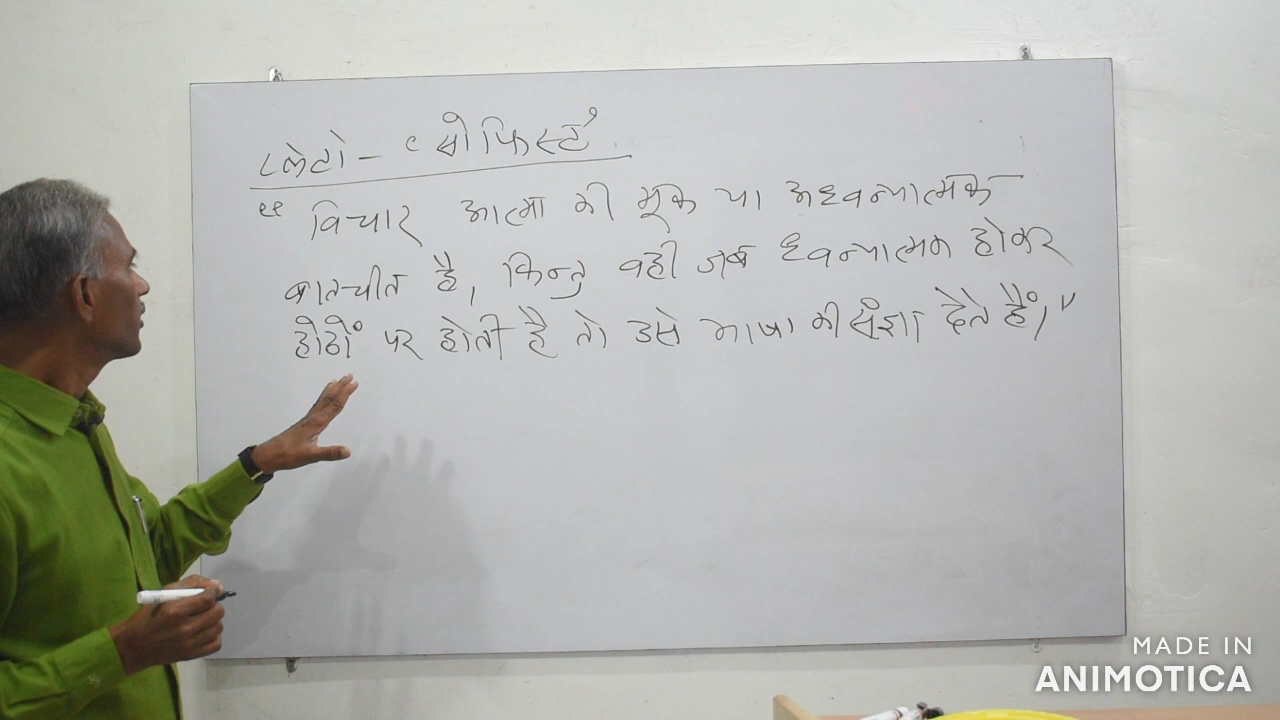 प्लेटो - 'सोफिस्ट'
"विचार आत्मा की मूक या अध्वन्यात्मक
बातचीत है, किन्तु वही जब ध्वन्यात्मक होकर
होठों पर होती है तो उसे भाषा की संज्ञा देते हैं।"
MADE IN
ANIMOTICA